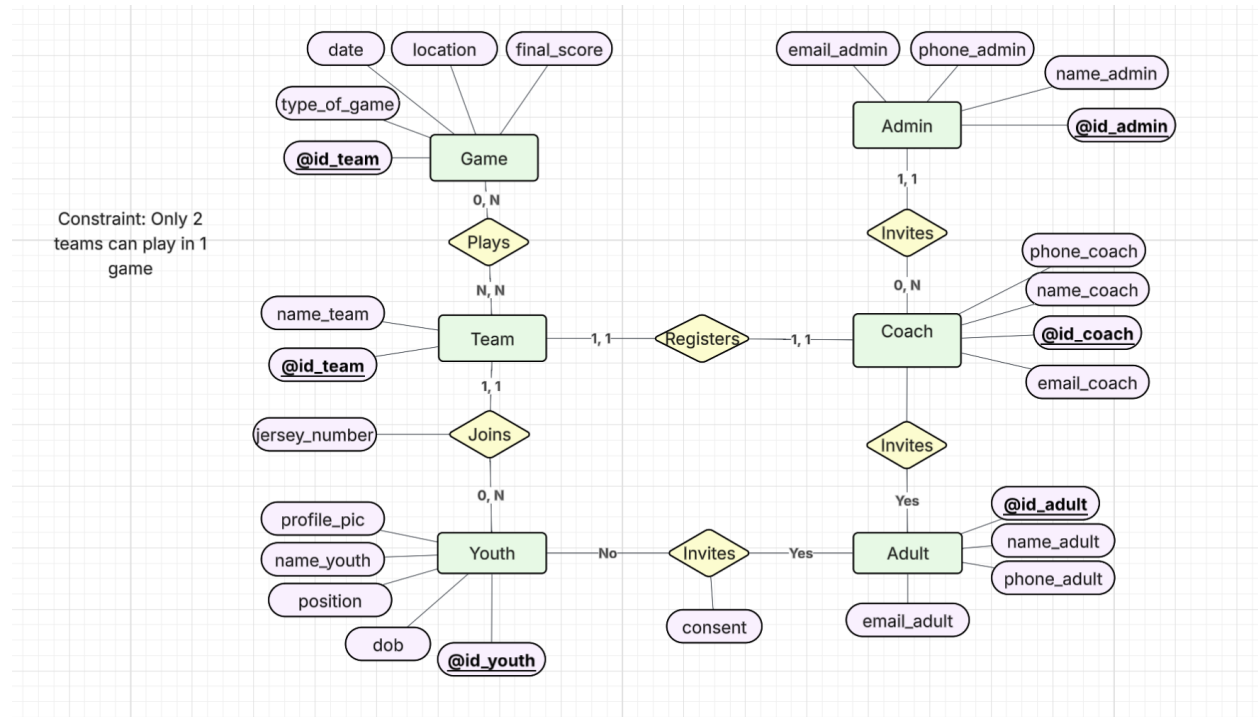 date
location
final_score
type_of_game
@id_team
Game
0, N
Plays
N, N
Constraint: Only 2
teams can play in 1
game
name_team
@id_team
Team
1, 1
Registers
1, 1
1, 1
jersey_number
Joins
0, N
profile_pic
name_youth
position
dob
@id_youth
Youth
No
Invites
Yes
consent
email_admin
phone_admin
name_admin
@id_admin
Admin
1, 1
Invites
0, N
phone_coach
name_coach
@id_coach
email_coach
Coach
Invites
Yes
@id_adult
name_adult
phone_adult
Adult
email_adult